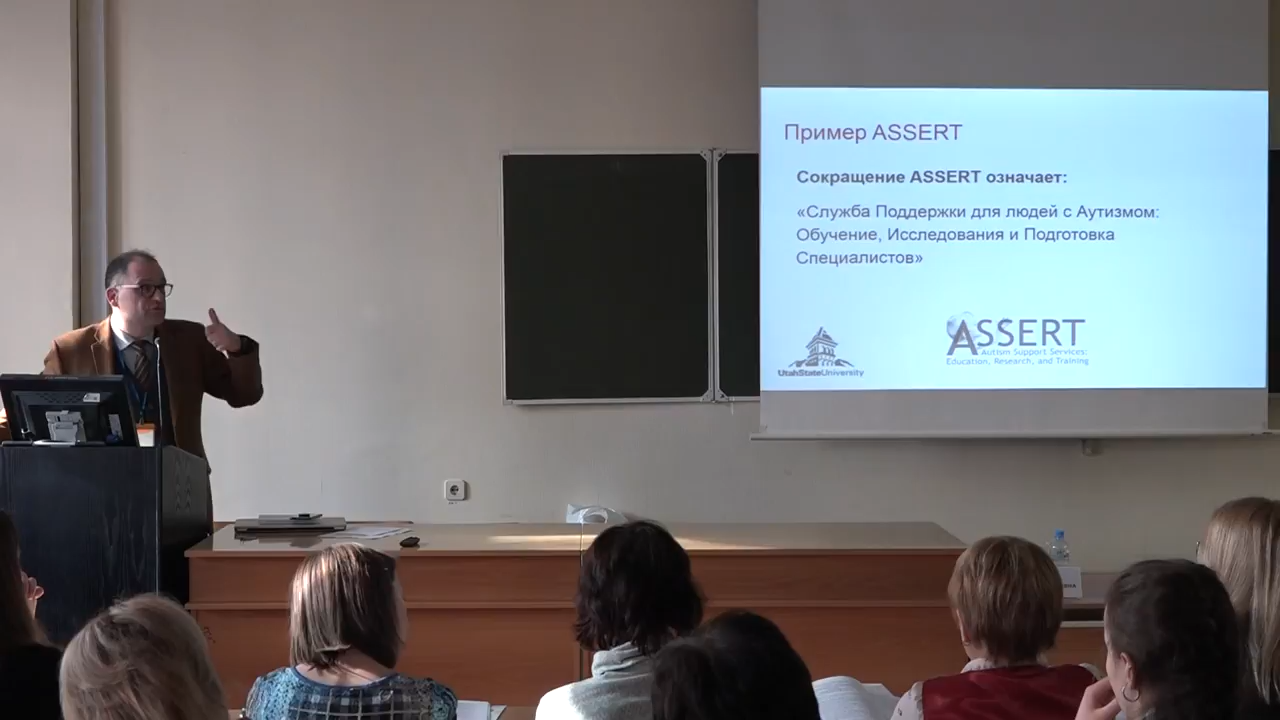 Пример ASSERT
Сокращение ASSERT означает:
«Служба Поддержки для людей с Аутизмом:
Обучение, Исследования и Подготовка
Специалистов»
ASSERT
Autism Support Services:
Education, Research, and Training
UtahStateUniversity